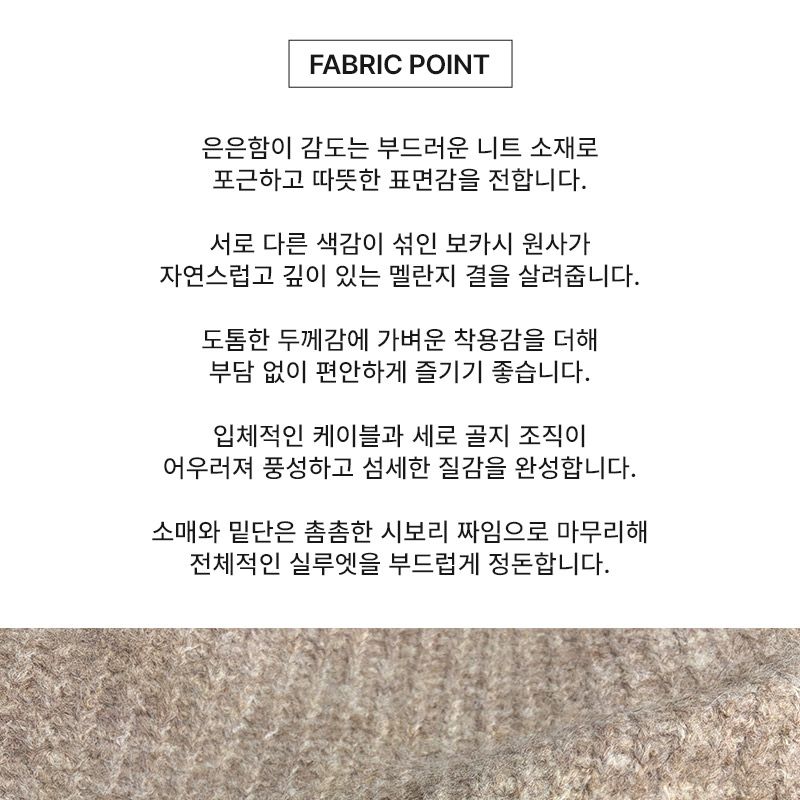 FABRIC POINT
은은함이 감도는 부드러운 니트 소재로
포근하고 따뜻한 표면감을 전합니다.
서로 다른 색감이 섞인 보카시 원사가
자연스럽고 깊이 있는 멜란지 결을 살려줍니다.
도톰한 두께감에 가벼운 착용감을 더해
부담 없이 편안하게 즐기기 좋습니다.
입체적인 케이블과 세로 골지 조직이
어우러져 풍성하고 섬세한 질감을 완성합니다.
소매와 밑단은 촘촘한 시보리 짜임으로 마무리해
전체적인 실루엣을 부드럽게 정돈합니다.